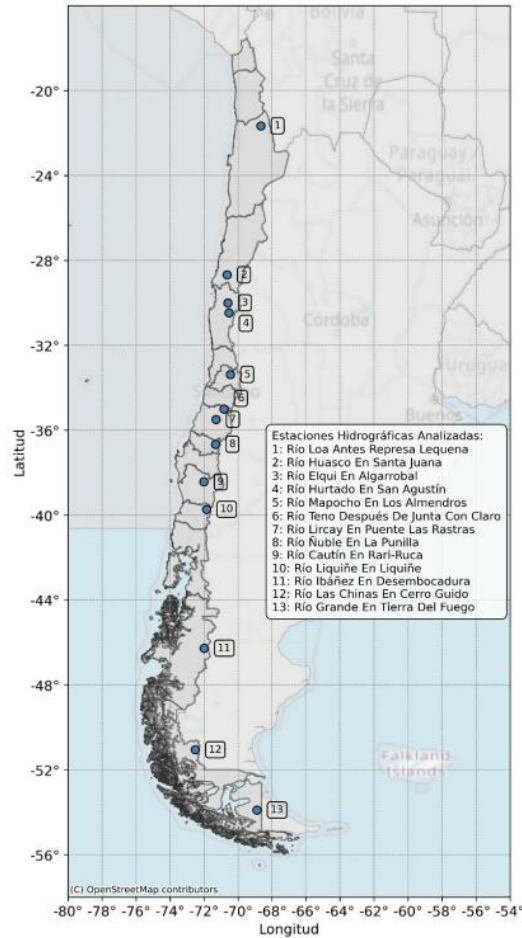 Bolivia
Santa
Cruz de
la Sierra
-20°
1
Paraguay /
Paraguái
-24°
Asunción
-28°
2
3
4
Córdoba
-32°
Uruguay
5
6
Buenos
7
-36°
8
Estaciones Hidrográficas Analizadas:
1: Río Loa Antes Represa Lequena
2: Río Huasco En Santa Juana
3: Río Elqui En Algarrobal
4: Río Hurtado En San Agustín
5: Río Mapocho En Los Almendros
6: Río Teno Después De Junta Con Claro
7: Río Lircay En Puente Las Rastras
8: Río Ñuble En La Punilla
9: Río Cautín En Rari-Ruca
10: Río Liquiñe En Liquiñe
11: Río Ibáñez En Desembocadura
12: Río Las Chinas En Cerro Guido
13: Río Grande En Tierra Del Fuego
9
10
-40°
Latitud
-44°
11
-48°
12
Falkland
Islands
-52°
13
-56°
(C) OpenStreetMap contributors
-80° -78° -76° -74° -72° -70° -68° -66° -64° -62° -60° -58° -56° -54°
Longitud